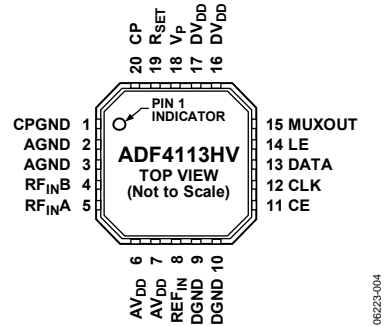 20 CP
19 RSET
18 VP
17 DVDD
16 DVDD
PIN 1
INDICATOR
CPGND 1
AGND 2
AGND 3
RFINB 4
RFINA 5
ADF4113HV
TOP VIEW
(Not to Scale)
15 MUXOUT
14 LE
13 DATA
12 CLK
11 CE
AVDD 6
AVDD 7
REFIN 8
DGND 9
DGND 10
06223-004